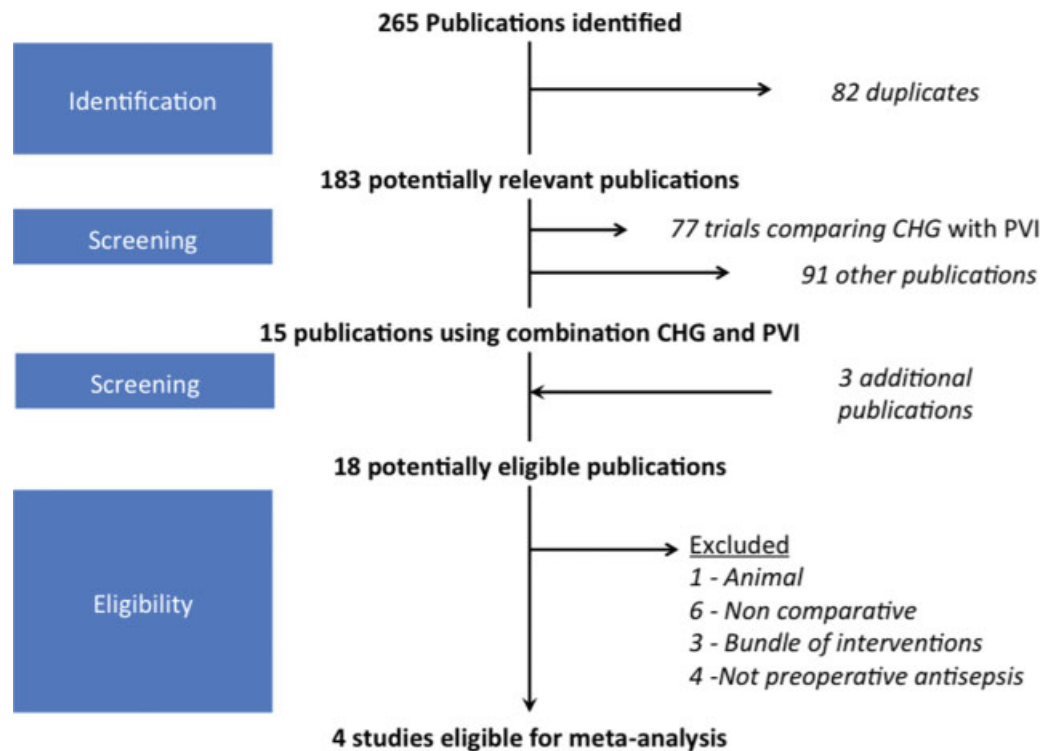 265 Publications identified
Identification
82 duplicates
183 potentially relevant publications
Screening
77 trials comparing CHG with PVI
91 other publications
15 publications using combination CHG and PVI
Screening
3 additional
publications
18 potentially eligible publications
Eligibility
Excluded
1 - Animal
6 - Non comparative
3 - Bundle of interventions
4 -Not preoperative antisepsis
4 studies eligible for meta-analysis